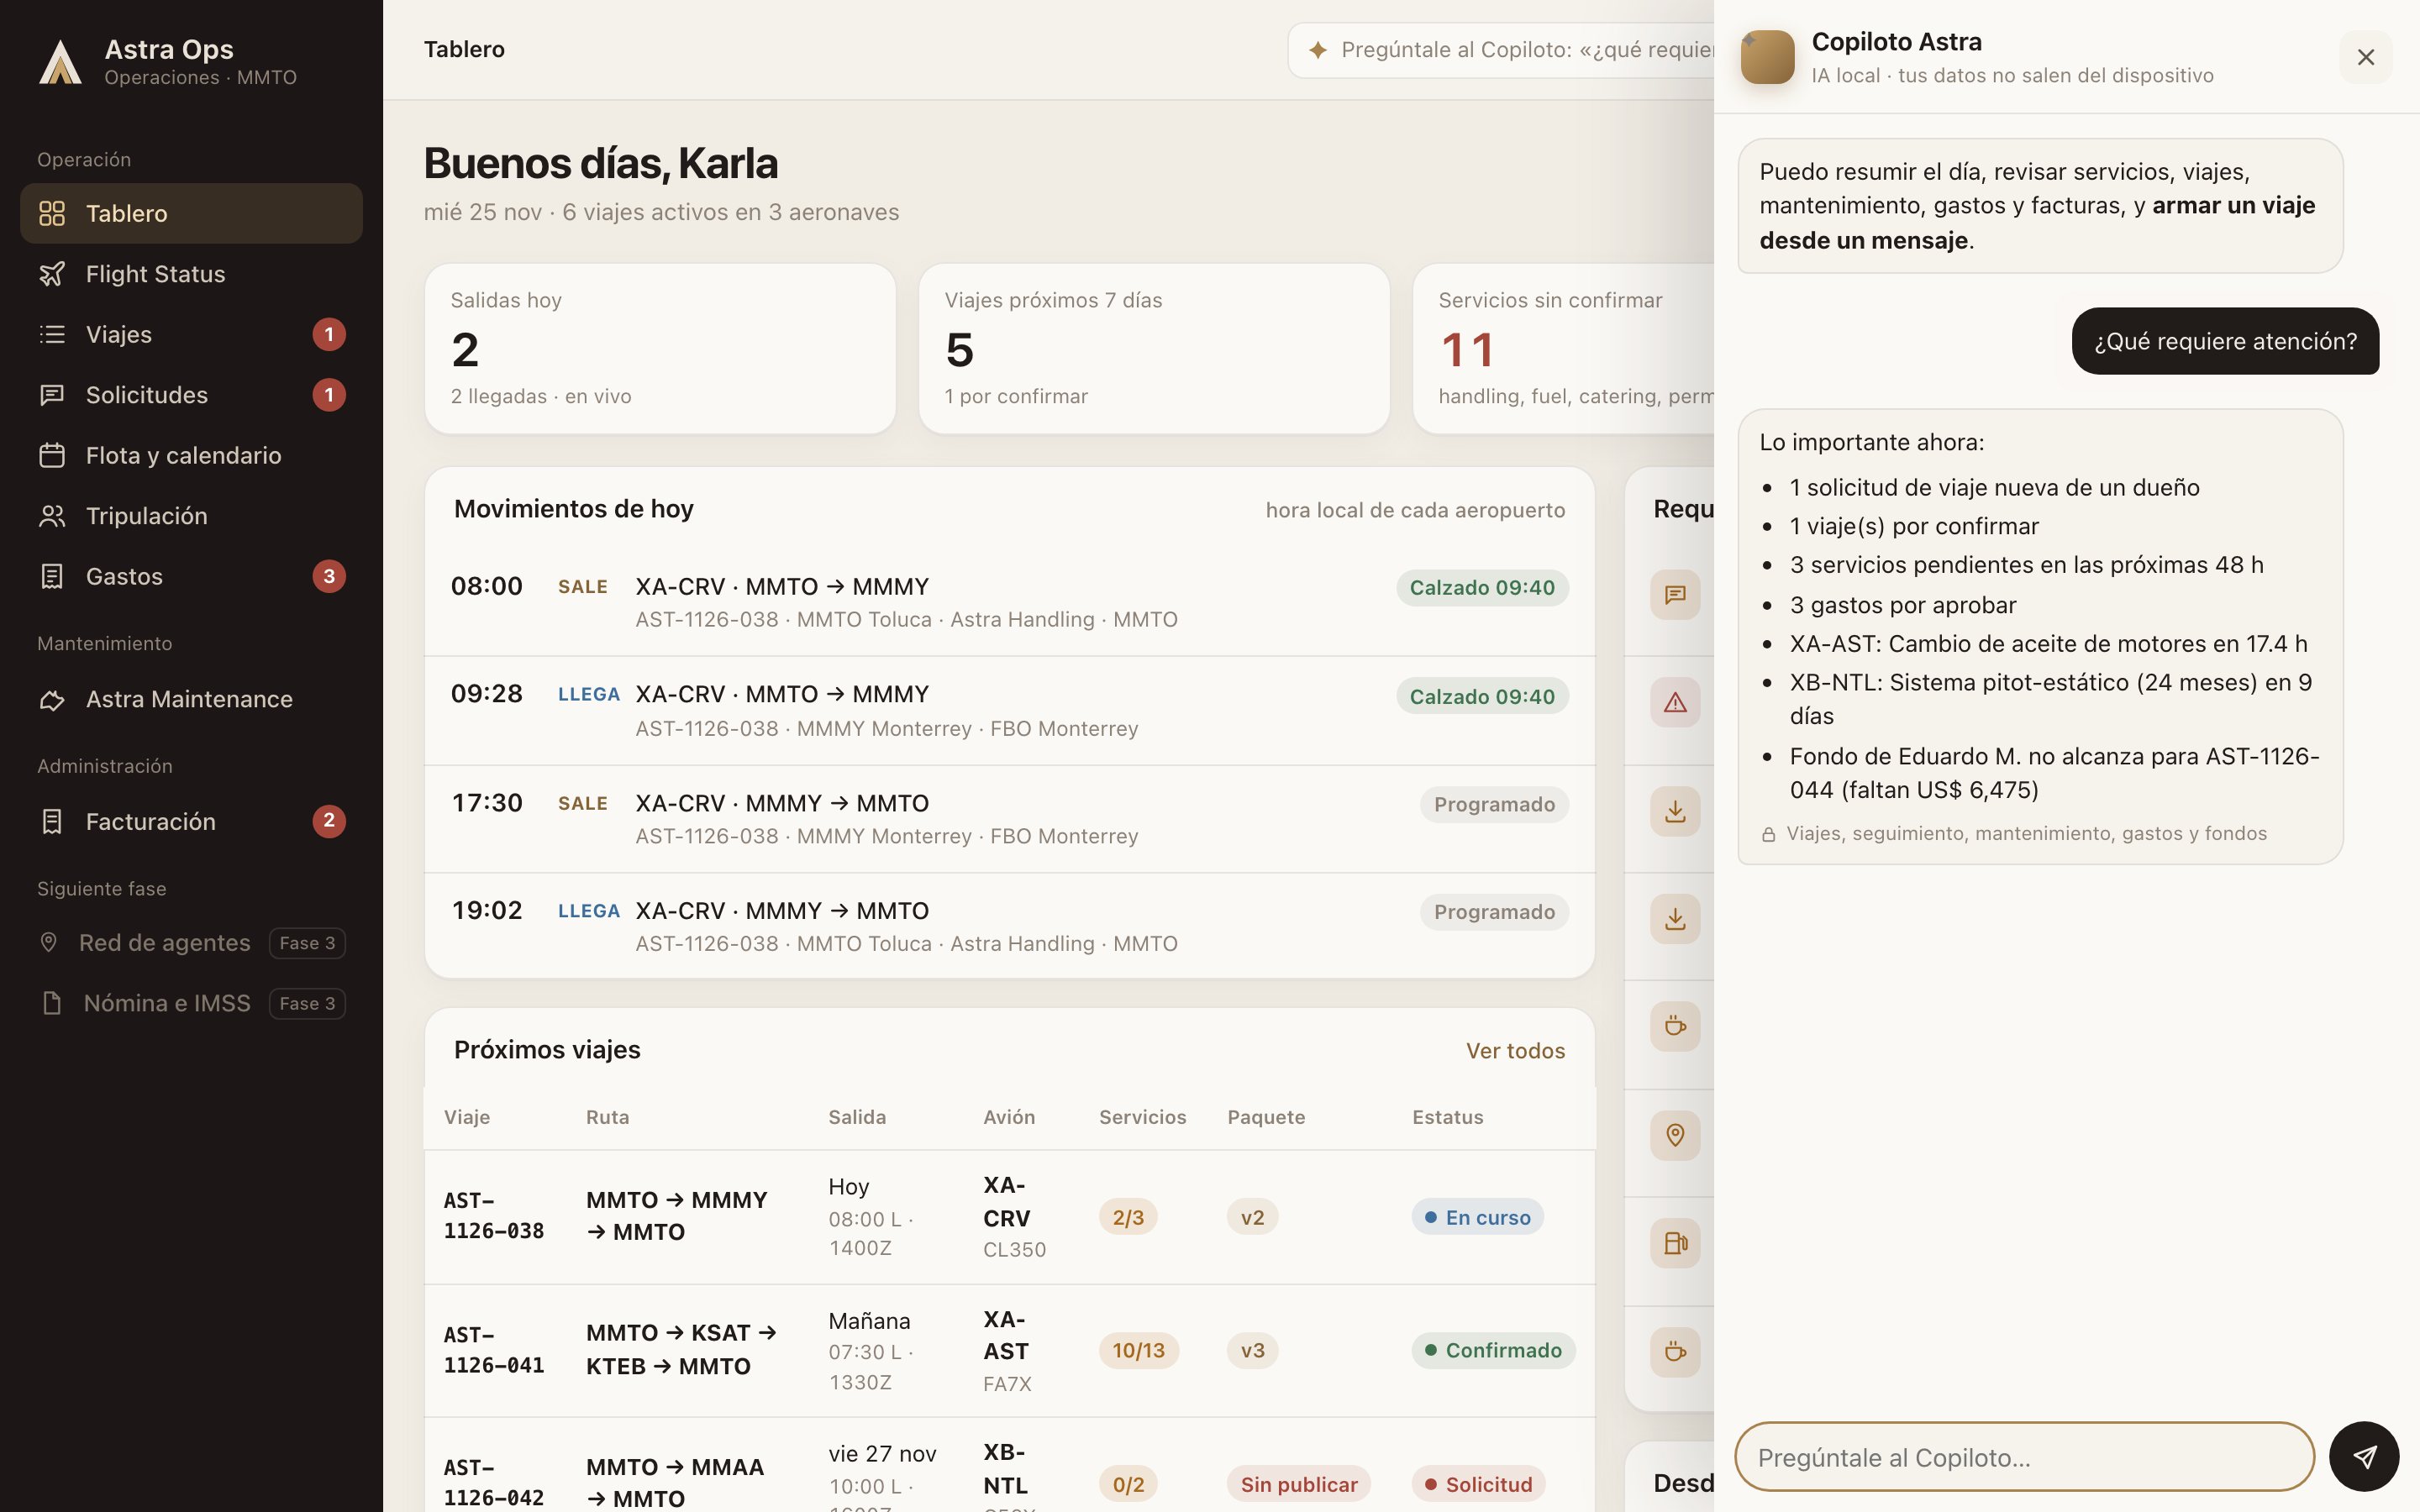 Astra Ops
Operaciones · MMTO
Operación
Tablero
Flight Status
Viajes 1
Solicitudes 1
Flota y calendario
Tripulación
Gastos 3
Mantenimiento
Astra Maintenance
Administración
Facturación 2
Siguiente fase
Red de agentes Fase 3
Nómina e IMSS Fase 3
Tablero
Pregúntale al Copiloto: «¿qué requier
Buenos días, Karla
mié 25 nov · 6 viajes activos en 3 aeronaves
Salidas hoy
2
2 llegadas · en vivo
Viajes próximos 7 días
5
1 por confirmar
Servicios sin confirmar
11
handling, fuel, catering, perm
Movimientos de hoy
hora local de cada aeropuerto
08:00 SALE XA-CRV · MMTO → MMMY Calzado 09:40
AST-1126-038 · MMTO Toluca · Astra Handling · MMTO
09:28 LLEGA XA-CRV · MMTO → MMMY Calzado 09:40
AST-1126-038 · MMMY Monterrey · FBO Monterrey
17:30 SALE XA-CRV · MMMY → MMTO Programado
AST-1126-038 · MMMY Monterrey · FBO Monterrey
19:02 LLEGA XA-CRV · MMMY → MMTO Programado
AST-1126-038 · MMTO Toluca · Astra Handling · MMTO
Requ
Próximos viajes
Ver todos
Viaje Ruta Salida Avión Servicios Paquete Estatus
AST-
1126-038
MMTO → MMMY
→ MMTO
Hoy
08:00 L ·
1400Z
XA-
CRV
CL350
2/3
v2
En curso
AST-
1126-041
MMTO → KSAT →
KTEB → MMTO
Mañana
07:30 L ·
1330Z
XA-
AST
FA7X
10/13
v3
Confirmado
AST-
1126-042
MMTO → MMAA
→ MMTO
vie 27 nov
10:00 L ·
XB-
NTL
0/2
Sin publicar
Solicitud
Desd
Copiloto Astra
IA local · tus datos no salen del dispositivo
Puedo resumir el día, revisar servicios, viajes,
mantenimiento, gastos y facturas, y armar un viaje
desde un mensaje.
¿Qué requiere atención?
Lo importante ahora:
• 1 solicitud de viaje nueva de un dueño
• 1 viaje(s) por confirmar
• 3 servicios pendientes en las próximas 48 h
• 3 gastos por aprobar
• XA-AST: Cambio de aceite de motores en 17.4 h
• XB-NTL: Sistema pitot-estático (24 meses) en 9
días
• Fondo de Eduardo M. no alcanza para AST-1126-
044 (faltan US$ 6,475)
Viajes, seguimiento, mantenimiento, gastos y fondos
Pregúntale al Copiloto...